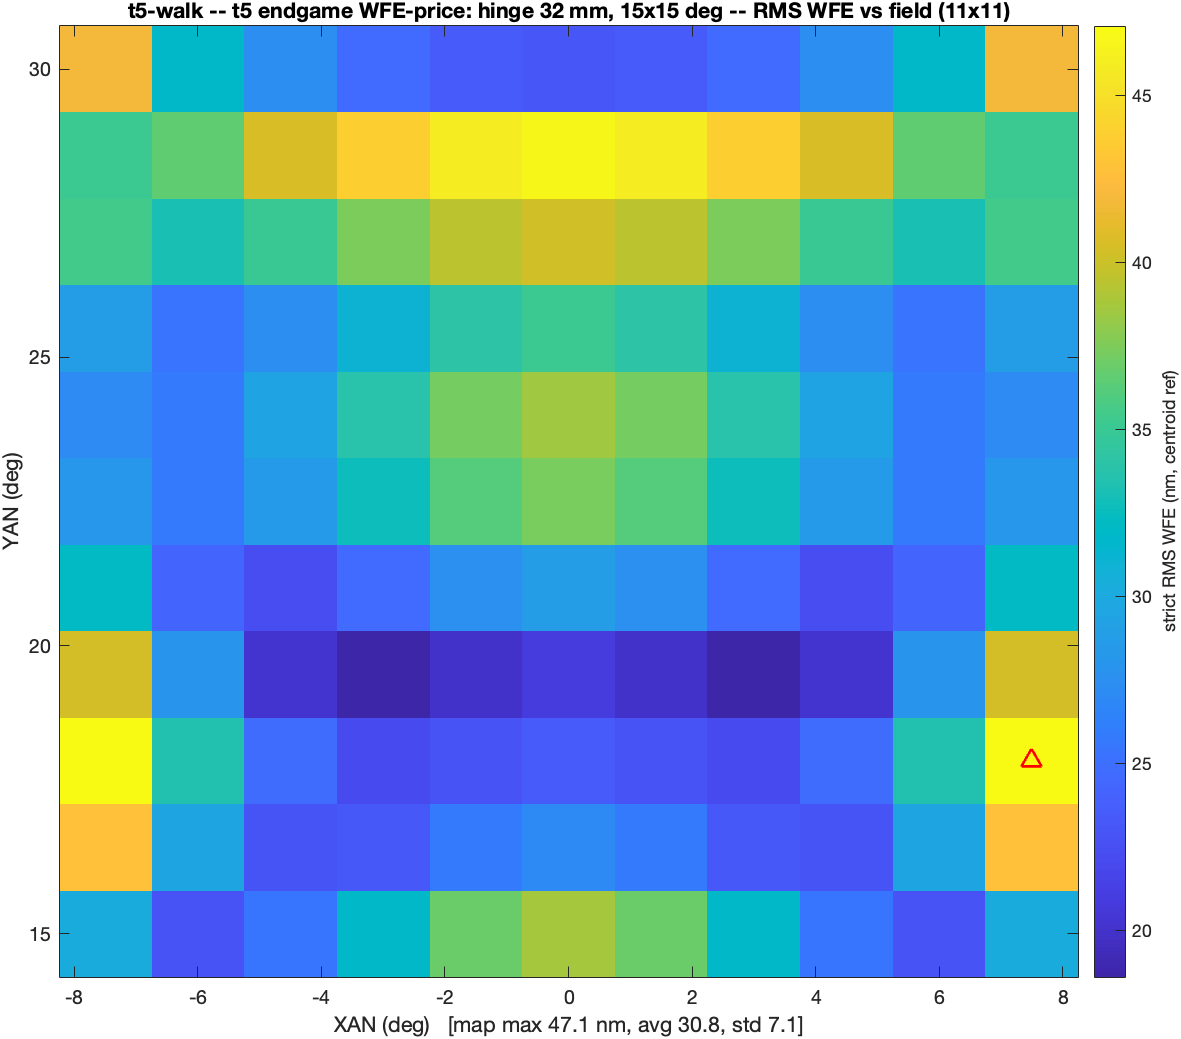 t5-walk -- t5 endgame WFE-price: hinge 32 mm, 15x15 deg -- RMS WFE vs field (11x11)
30
25
20
15
YAN (deg)
-8 -6 -4 -2 0 2 4 6 8
XAN (deg) [map max 47.1 nm, avg 30.8, std 7.1]
45
40
35
30
25
20
strict RMS WFE (nm, centroid ref)